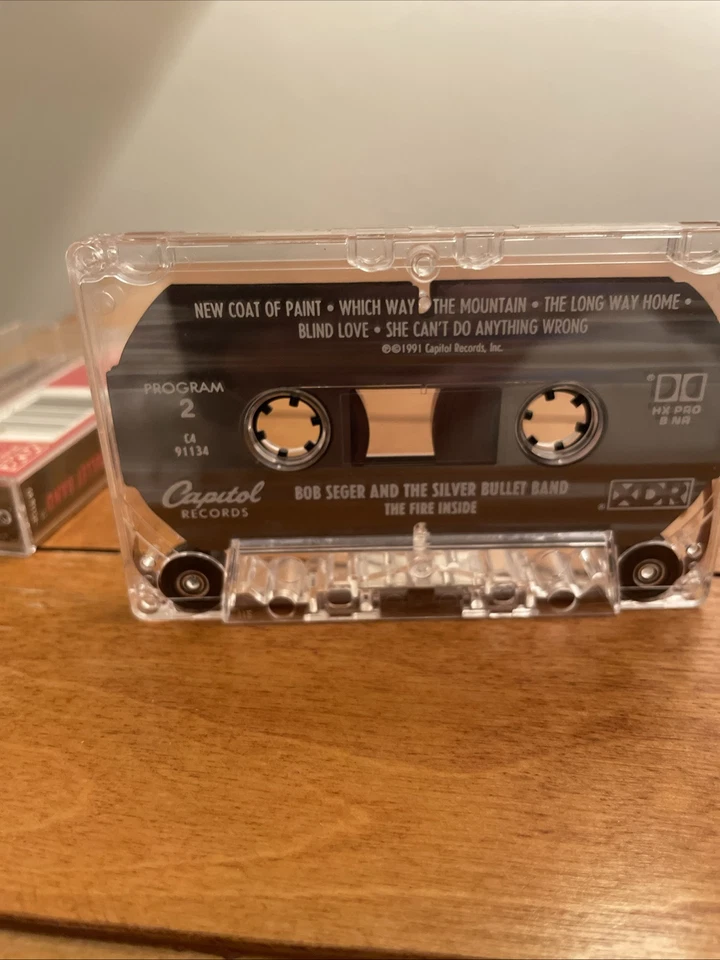 NEW COAT OF PAINT • WHICH WAY • THE MOUNTAIN • THE LONG WAY HOME •
BLIND LOVE • SHE CAN'T DO ANYTHING WRONG
℗©1991 Capitol Records, Inc.
PROGRAM
2
C4
91134
HX PRO
B NR
Capitol
RECORDS
BOB SEGER AND THE SILVER BULLET BAND
THE FIRE INSIDE
XDR